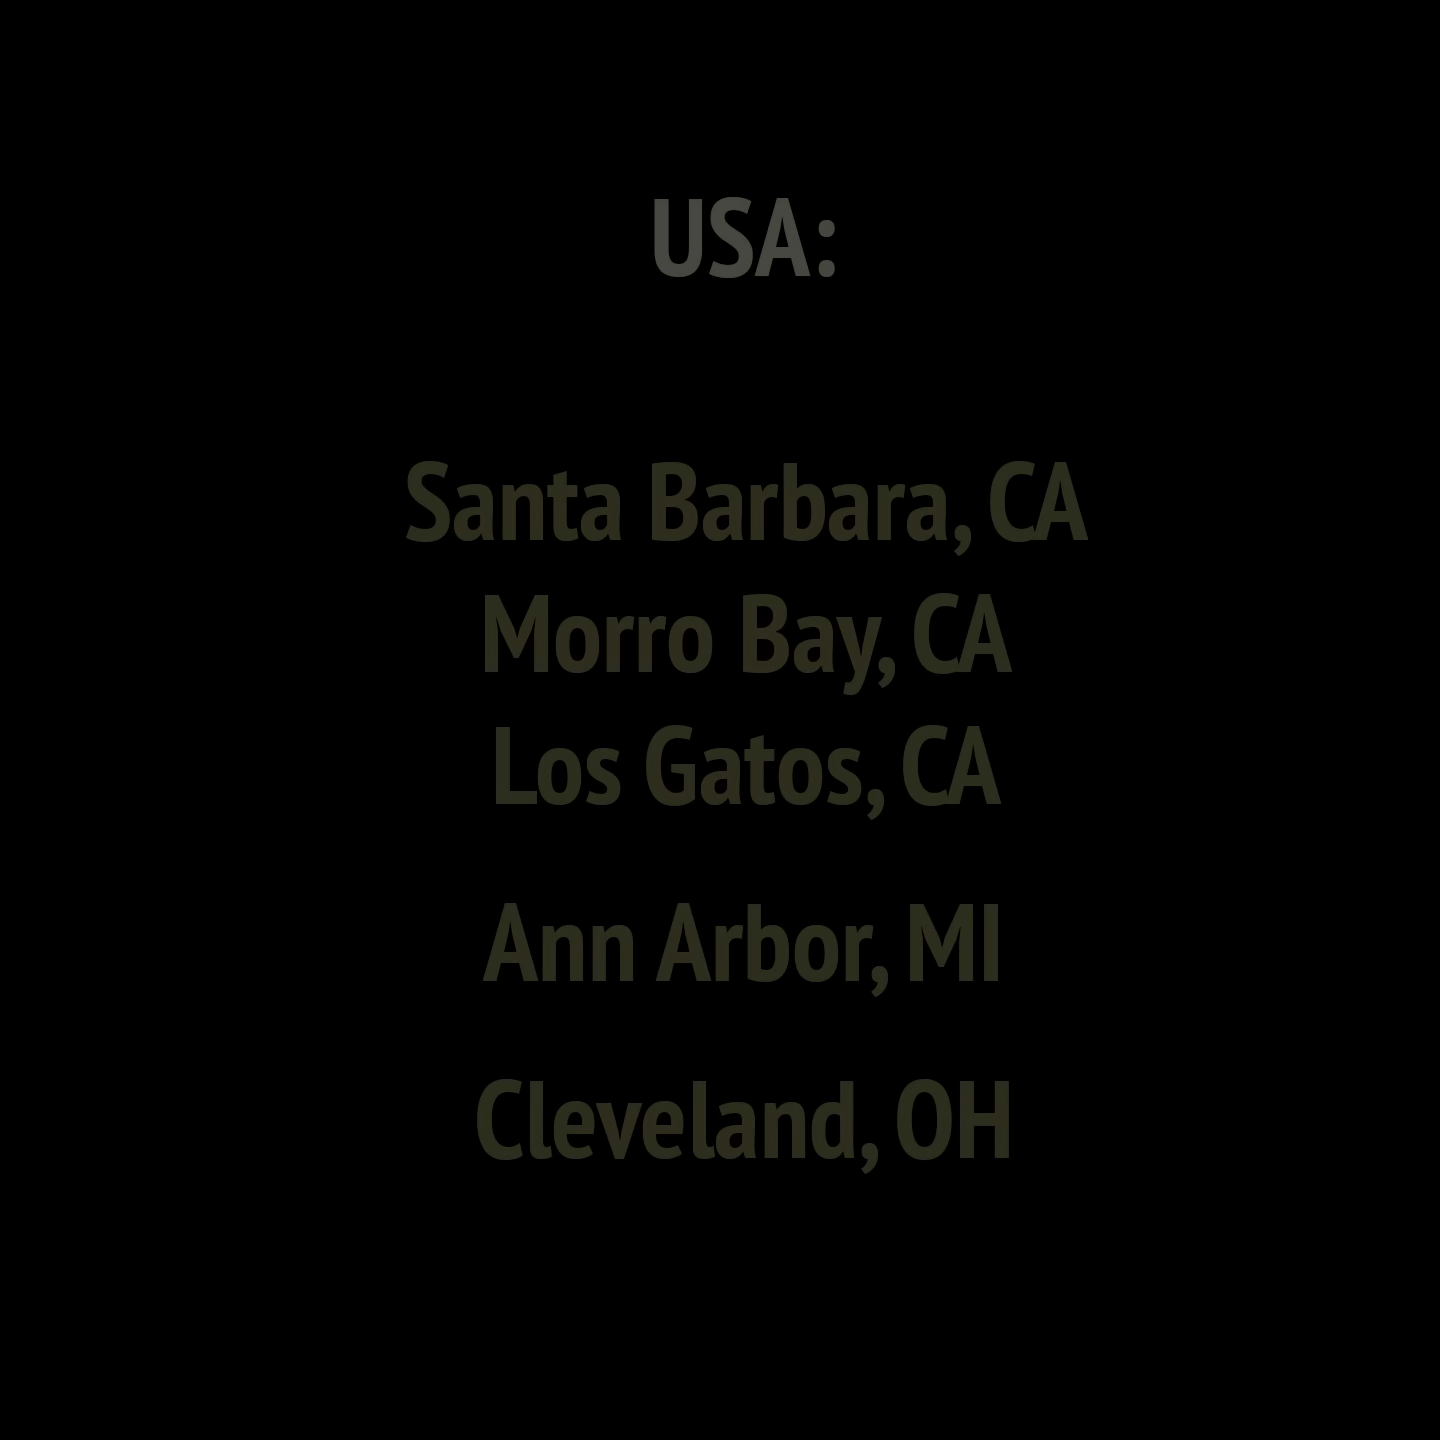 USA:
Santa Barbara, CA
Morro Bay, CA
Los Gatos, CA
Ann Arbor, MI
Cleveland, OH